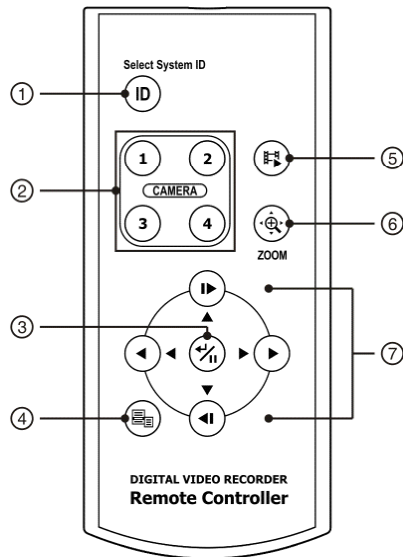 Select System ID
① ID
1 2
② CAMERA
3 4
⑤
⑥
ZOOM
③
⑦
④
DIGITAL VIDEO RECORDER
Remote Controller